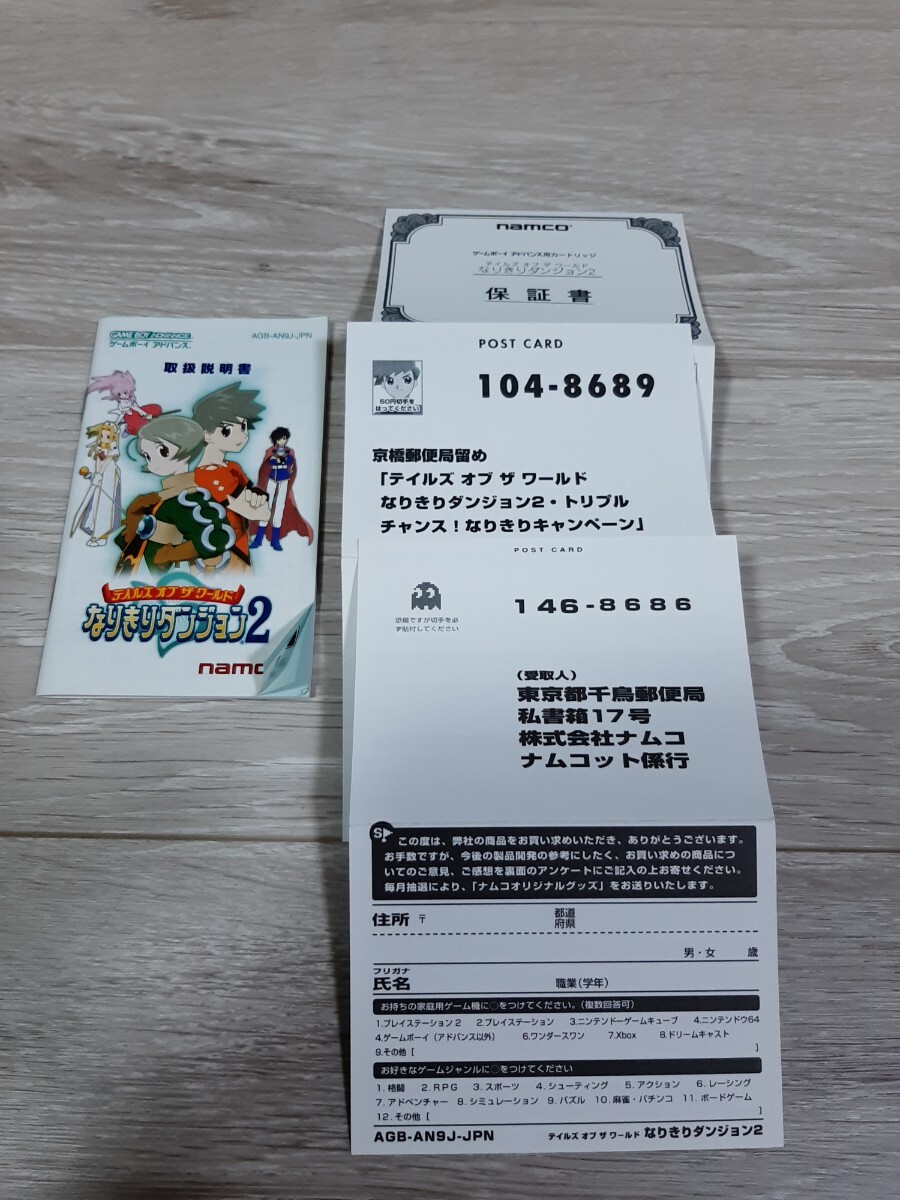 GAME BOY ADVANCE
ゲームボーイ アドバンス
AGB-AN9J-JPN
取扱説明書
テイルズ オブ ザ ワールド
なりきりダンジョン2
namc
namco
ゲームボーイ アドバンス用カートリッジ
テイルズ オブ ザ ワールド
なりきりダンジョン2
保証書
POST CARD
50円切手を
はってください
104-8689
京橋郵便局留め
「テイルズ オブ ザ ワールド
なりきりダンジョン2・トリプル
チャンス!なりきりキャンペーン」
POST CARD
恐縮ですが切手を必
ず貼付してください
146-8686
(受取人)
東京都千鳥郵便局
私書箱17号
株式会社ナムコ
ナムコット係行
S
この度は、弊社の商品をお買い求めいただき、ありがとうございます。
お手数ですが、今後の製品開発の参考にしたく、お買い求めの商品につ
いてのご意見、ご感想を裏面のアンケートにご記入の上お寄せください。
毎月抽選により、「ナムコオリジナルグッズ」をお送りいたします。
住所 〒 都道
府県
男・女 歳
フリガナ
氏名 職業(学年)
お持ちの家庭用ゲーム機に○をつけてください。(複数回答可)
1.プレイステーション2 2.プレイステーション 3.ニンテンドーゲームキューブ 4.ニンテンドウ64
4.ゲームボーイ(アドバンス以外) 6.ワンダースワン 7.Xbox 8.ドリームキャスト
9.その他[ ]
お好きなゲームジャンルに○をつけてください
1.格闘 2.RPG 3.スポーツ 4.シューティング 5.アクション 6.レーシング
7.アドベンチャー 8.シミュレーション 9.パズル 10.麻雀・パチンコ 11.ボードゲーム
12.その他[ ]
AGB-AN9J-JPN テイルズ オブ ザ ワールド なりきりダンジョン2